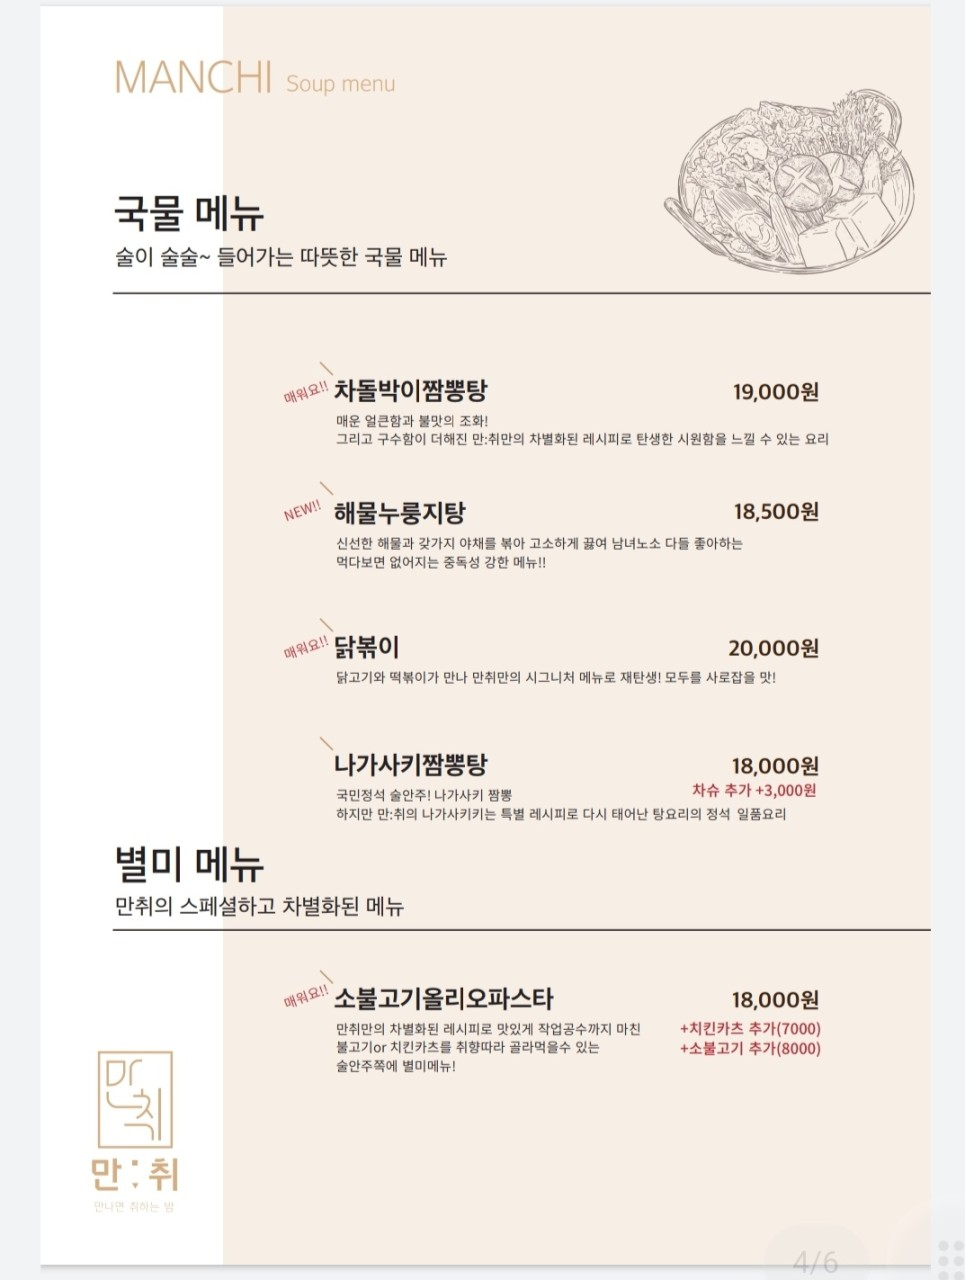 MANCHI Soup menu
국물 메뉴
술이 술술~ 들어가는 따뜻한 국물 메뉴
매워요!! 차돌박이짬뽕탕 19,000원
매운 얼큰함과 불맛의 조화!
그리고 구수함이 더해진 만:취만의 차별화된 레시피로 탄생한 시원함을 느낄 수 있는 요리
NEW!! 해물누룽지탕 18,500원
신선한 해물과 갖가지 야채를 볶아 고소하게 끓여 남녀노소 다들 좋아하는
먹다보면 없어지는 중독성 강한 메뉴!!
매워요!! 닭볶이 20,000원
닭고기와 떡볶이가 만나 만취만의 시그니처 메뉴로 재탄생! 모두를 사로잡을 맛!
나가사키짬뽕탕 18,000원
차슈 추가 +3,000원
국민정석 술안주! 나가사키 짬뽕
하지만 만:취의 나가사키키는 특별 레시피로 다시 태어난 탕요리의 정석 일품요리
별미 메뉴
만취의 스페셜하고 차별화된 메뉴
매워요!! 소불고기올리오파스타 18,000원
만취만의 차별화된 레시피로 맛있게 작업공수까지 마친 +치킨카츠 추가(7000)
불고기or 치킨카츠를 취향따라 골라먹을수 있는 +소불고기 추가(8000)
술안주쪽에 별미메뉴!
만취
만:취
만나면 취하는 밤
4/6